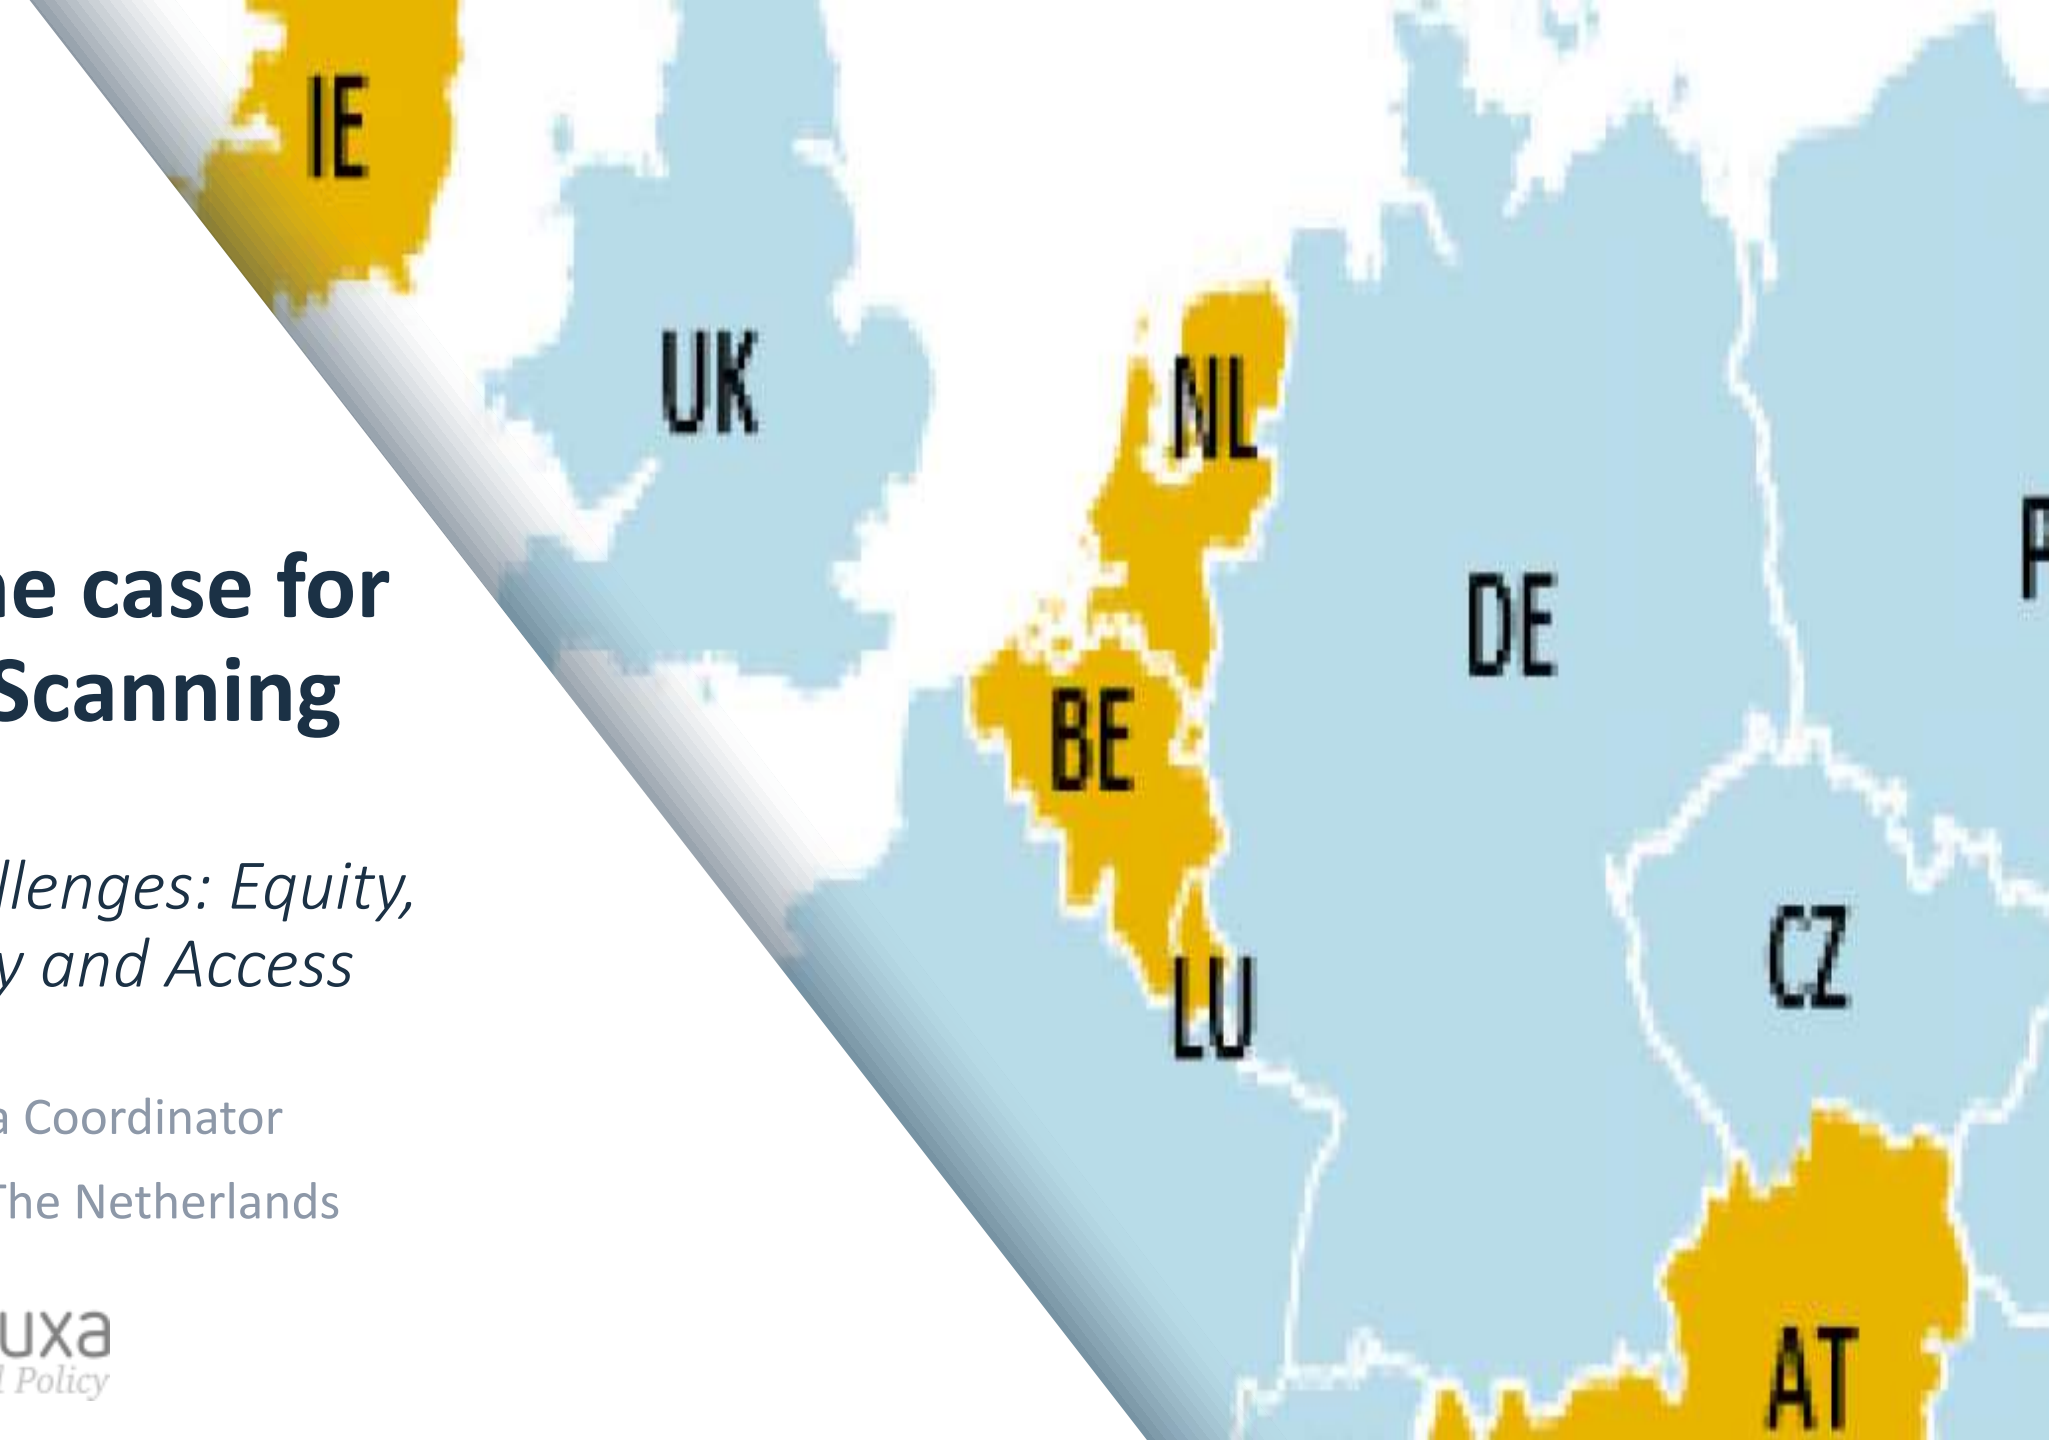 he case for
Scanning
llenges: Equity,
y and Access
a Coordinator
The Netherlands
uxa
l Policy
IE
UK
NL
DE
BE
LU
CZ
AT